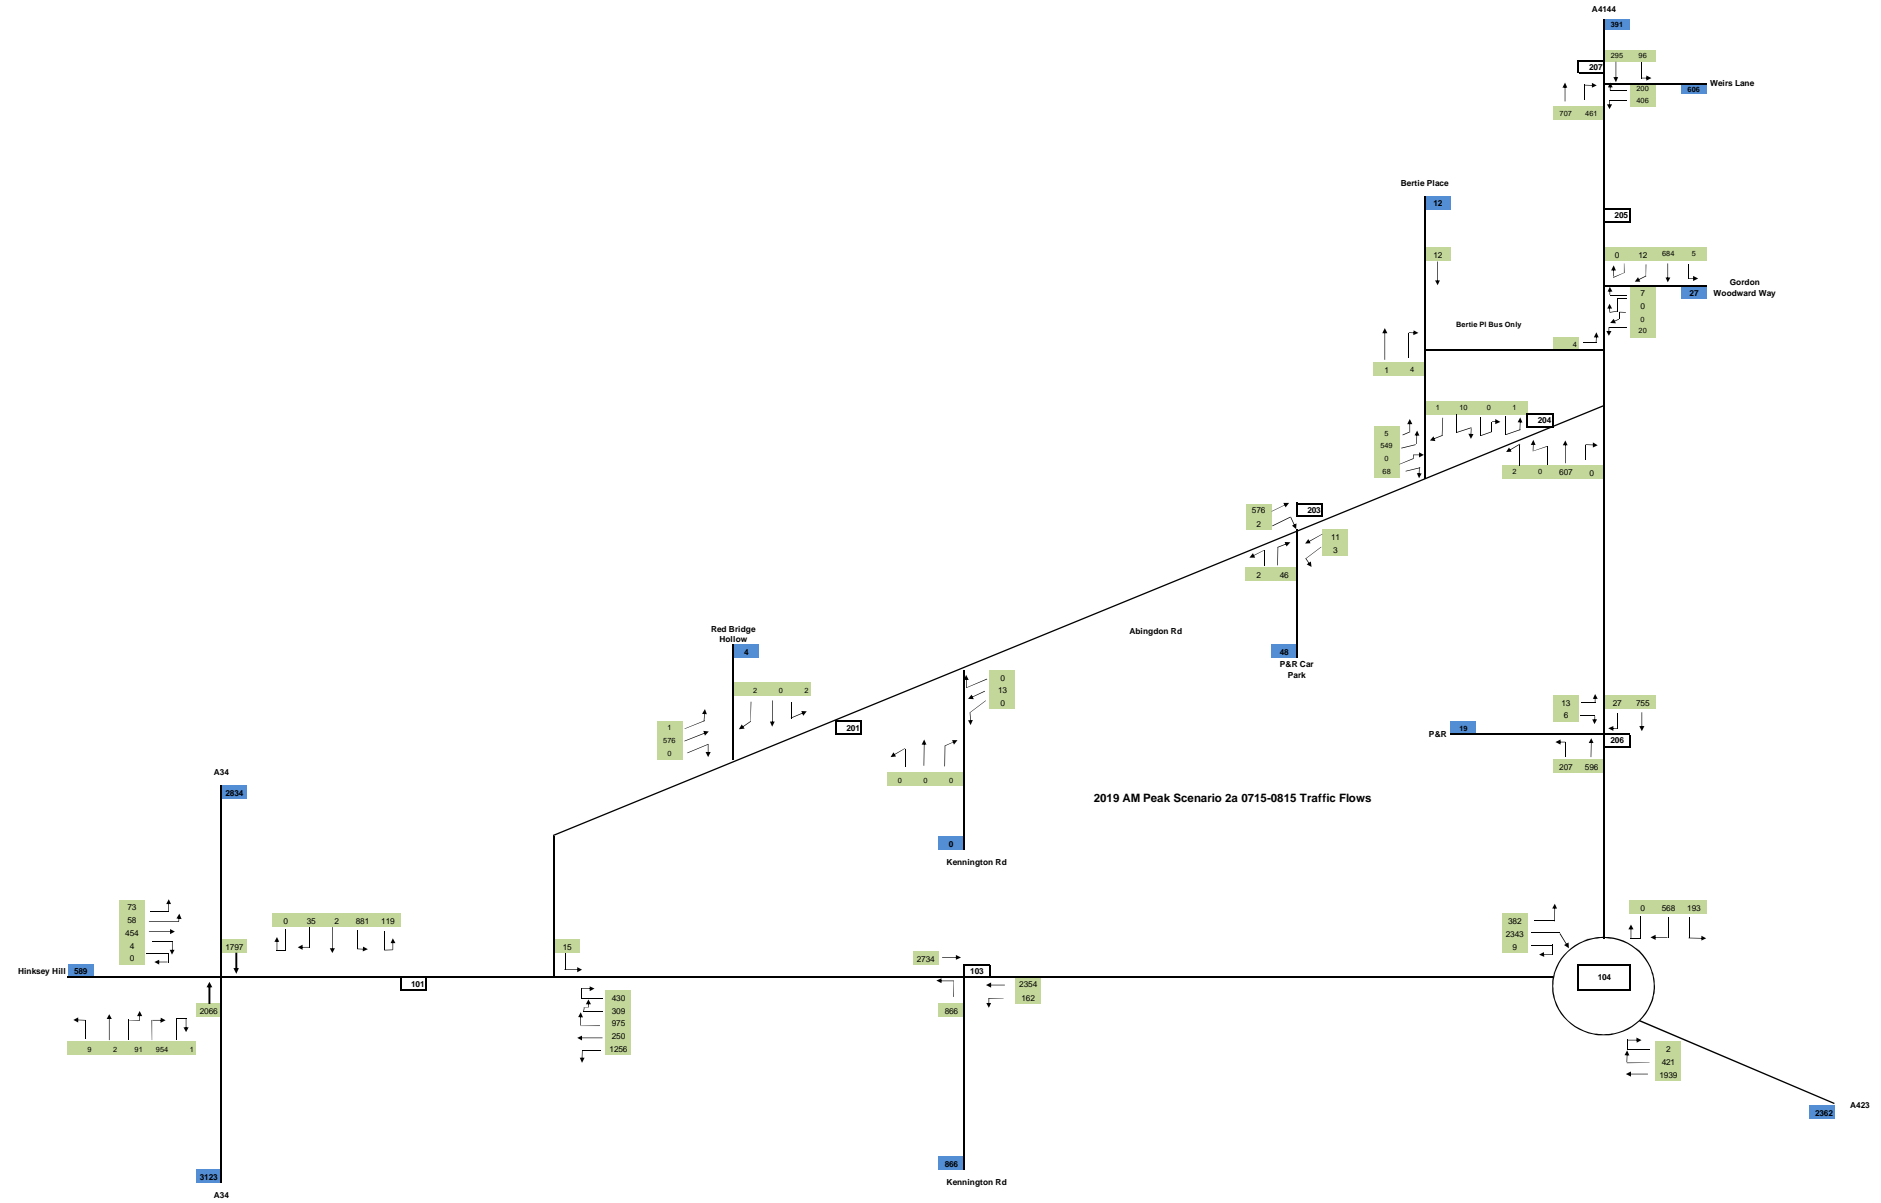 A4144
391
295 96
207
Weirs Lane
200
606
406
707 461
Bertie Place
12
205
12
0 12 684 5
Gordon
Woodward Way
27
7
0
0
20
Bertie Pl Bus Only
4
1 4
1 10 0 1
204
5
549
0
68
2 0 607 0
576
2
203
11
3
2 46
Red Bridge
Hollow
4
Abingdon Rd
48
P&R Car
Park
0
13
0
2 0 2
1
576
0
201
13
6
27 755
P&R
19
206
207 596
0 0 0
A34
2834
2019 AM Peak Scenario 2a 0715-0815 Traffic Flows
0
Kennington Rd
73
58
454
4
0
0 35 2 881 119
1797
15
2734
382
2343
9
0 568 193
Hinksey Hill
589
101
103
104
2354
162
430
309
975
250
1256
2066
866
9 2 91 954 1
2
421
1939
2362
A423
3123
A34
866
Kennington Rd